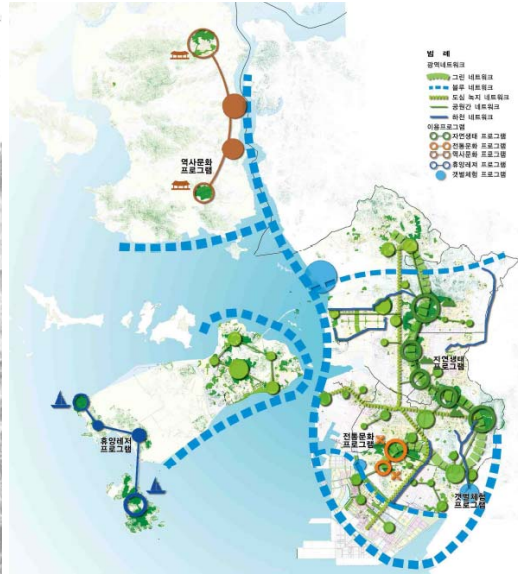 범 례
광역네트워크
그린 네트워크
블루 네트워크
도심 녹지 네트워크
공원간 네트워크
하천 네트워크
이용프로그램
자연생태 프로그램
전통문화 프로그램
역사문화 프로그램
휴양레저 프로그램
갯벌체험 프로그램
역사문화
프로그램
자연생태
프로그램
전통문화
프로그램
휴양레저
프로그램
갯벌체험
프로그램